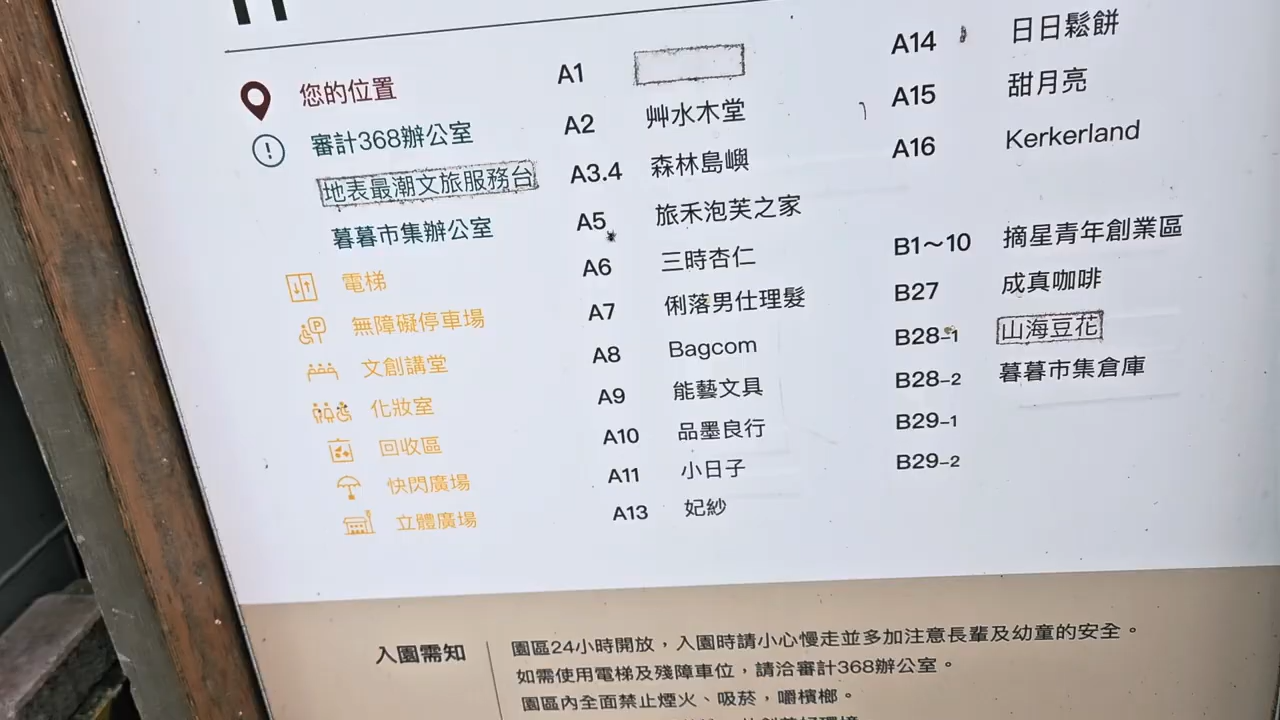 您的位置
審計368辦公室
地表最潮文旅服務台
暮暮市集辦公室
電梯
無障礙停車場
文創講堂
化妝室
回收區
快閃廣場
立體廣場
A1
A2 艸水木堂
A3.4 森林島嶼
A5 旅禾泡芙之家
A6 三時杏仁
A7 俐落男仕理髮
A8 Bagcom
A9 能藝文具
A10 品墨良行
A11 小日子
A13 妃紗
A14 日日鬆餅
A15 甜月亮
A16 Kerkerland
B1～10 摘星青年創業區
B27 成真咖啡
B28-1 山海豆花
B28-2 暮暮市集倉庫
B29-1
B29-2
入園需知
園區24小時開放，入園時請小心慢走並多加注意長輩及幼童的安全。
如需使用電梯及殘障車位，請洽審計368辦公室。
園區內全面禁止煙火、吸菸，嚼檳榔。